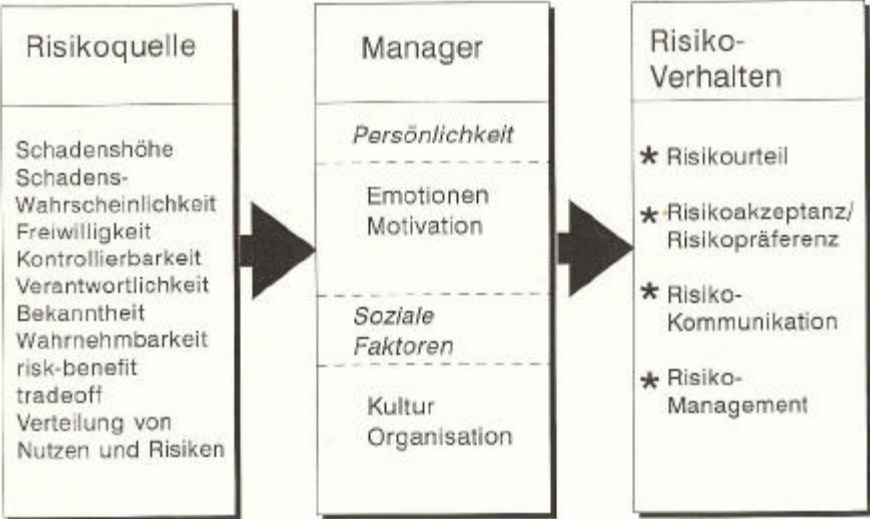 Risikoquelle
Schadenshöhe
Schadens-
Wahrscheinlichkeit
Freiwilligkeit
Kontrollierbarkeit
Verantwortlichkeit
Bekanntheit
Wahrnehmbarkeit
risk-benefit
tradeoff
Verteilung von
Nutzen und Risiken
Manager
Persönlichkeit
Emotionen
Motivation
Soziale
Faktoren
Kultur
Organisation
Risiko-
Verhalten
* Risikourteil
* Risikoakzeptanz/
Risikopräferenz
* Risiko-
Kommunikation
* Risiko-
Management